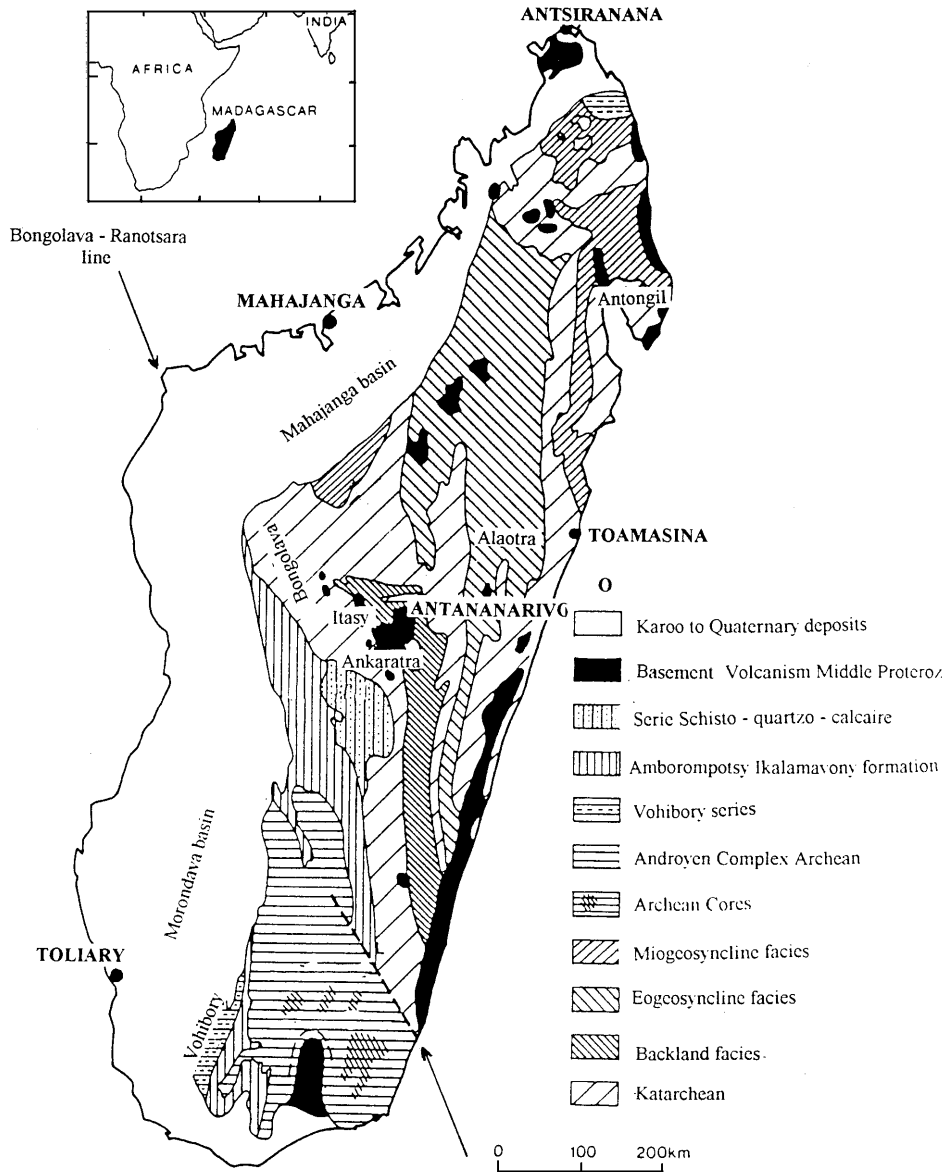 ANTSIRANANA
INDIA
AFRICA
MADAGASCAR
Bongolava - Ranotsara
line
MAHAJANGA
Antongil
Mahajanga basin
Alaotra
TOAMASINA
Bongolava
O
Itasy
ANTANANARIVO
Ankaratra
Karoo to Quaternary deposits
Basement Volcanism Middle Proteroz
Serie Schisto - quartzo - calcaire
Amborompotsy Ikalamavony formation
Vohibory series
Androyen Complex Archean
Archean Cores
Miogeosyncline facies
Eogeosyncline facies
Backland facies
Katarchean
Morondava basin
TOLIARY
Vohibory
0 100 200km